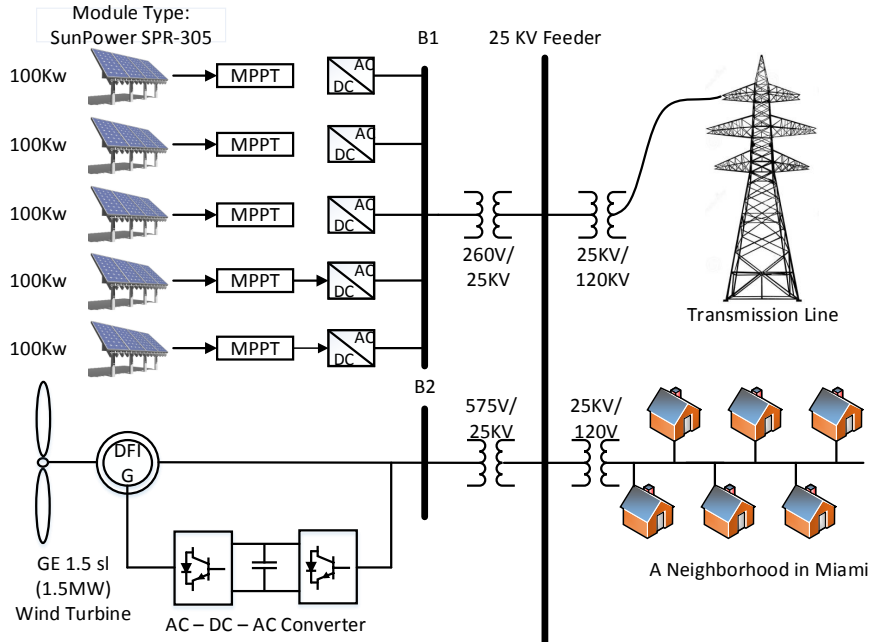 Module Type:
SunPower SPR-305
B1
25 KV Feeder
100Kw
MPPT
AC
DC
100Kw
MPPT
AC
DC
100Kw
MPPT
AC
DC
260V/
25KV
25KV/
120KV
100Kw
MPPT
AC
DC
Transmission Line
100Kw
MPPT
AC
DC
B2
575V/
25KV
25KV/
120V
DFI
G
GE 1.5 sl
(1.5MW)
Wind Turbine
AC – DC – AC Converter
A Neighborhood in Miami